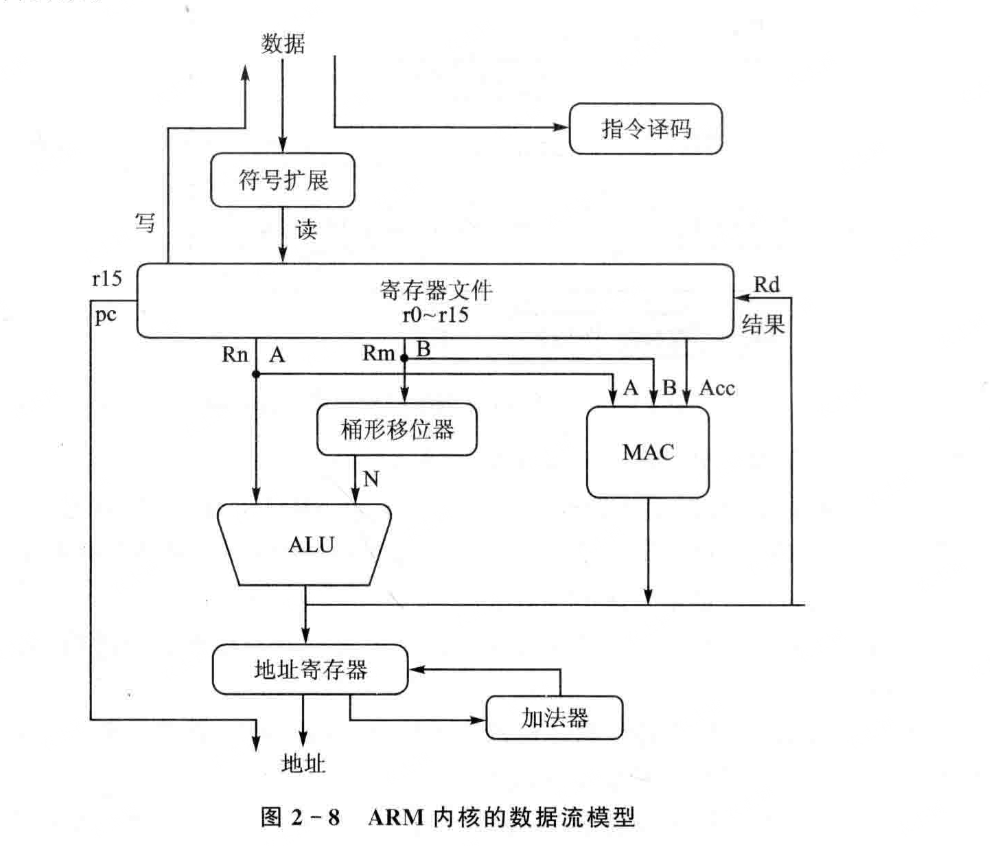 数据
指令译码
符号扩展
写
读
r15
pc
寄存器文件
r0~r15
Rd
结果
Rn
A
Rm
B
A
B
Acc
桶形移位器
MAC
N
ALU
地址寄存器
加法器
地址
图 2-8 ARM 内核的数据流模型